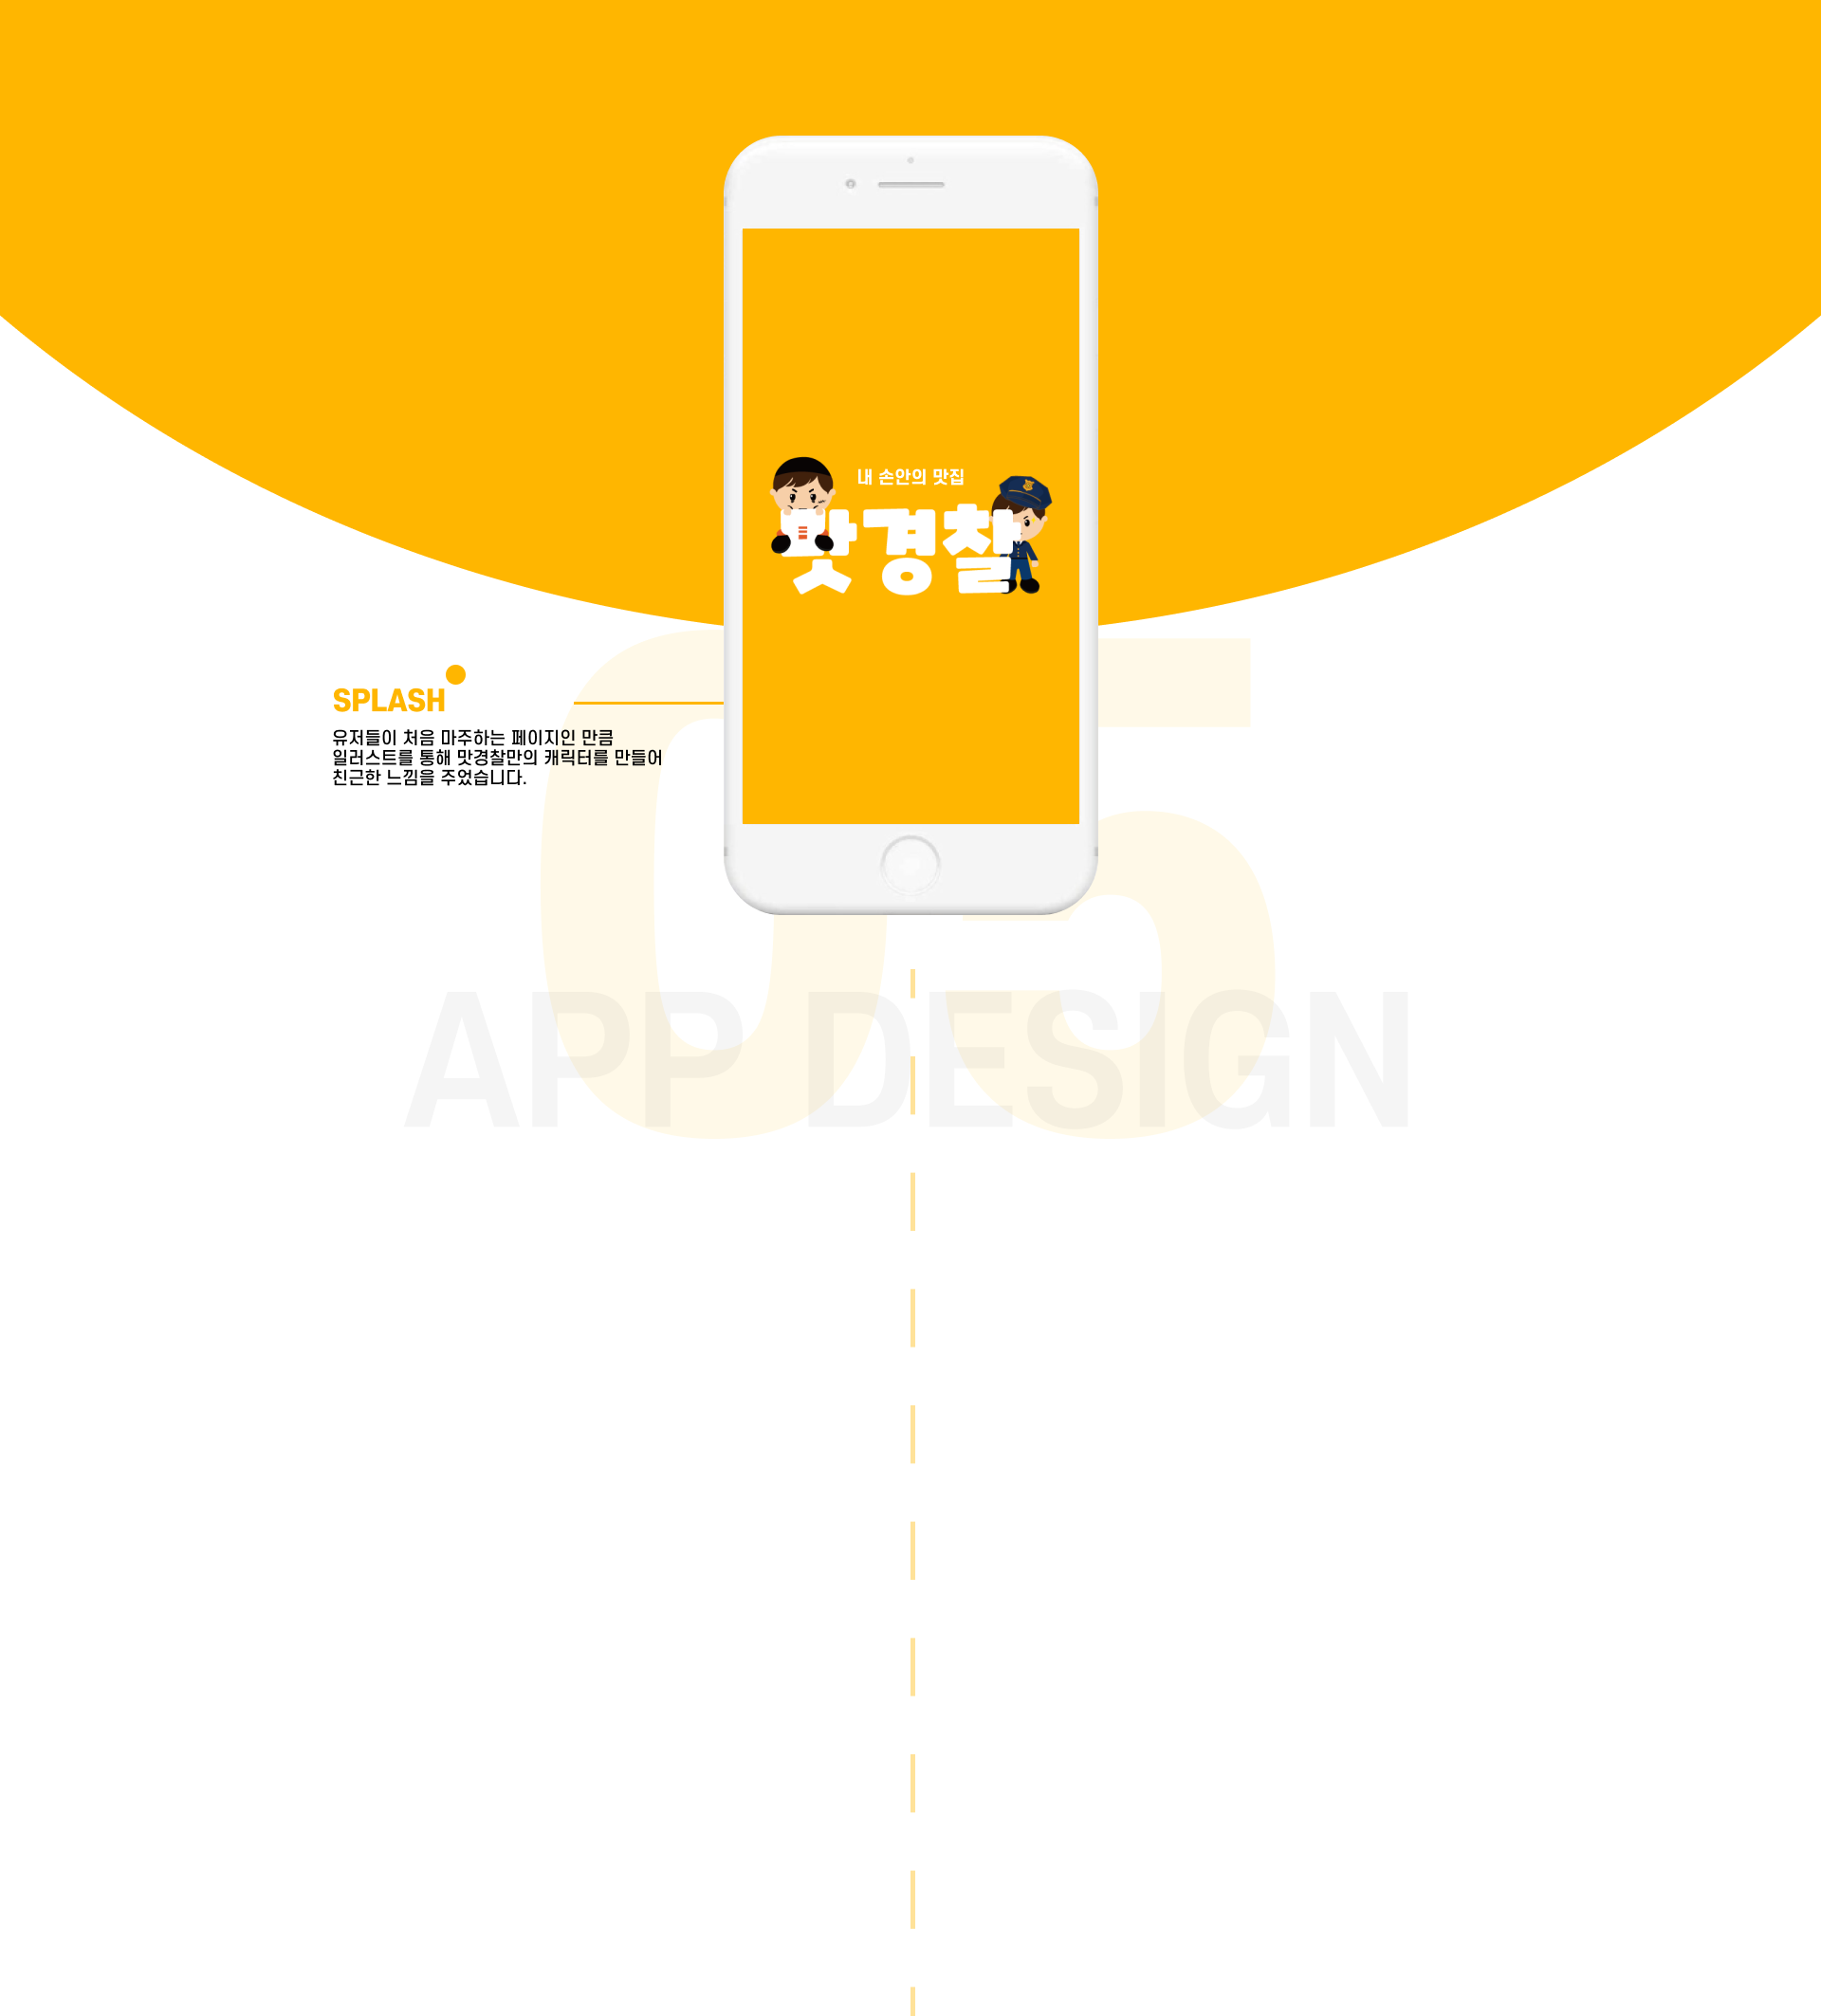 내 손안의 맛집
맛경찰
SPLASH
유저들이 처음 마주하는 페이지인 만큼
일러스트를 통해 맛경찰만의 캐릭터를 만들어
친근한 느낌을 주었습니다.
05
APP DESIGN